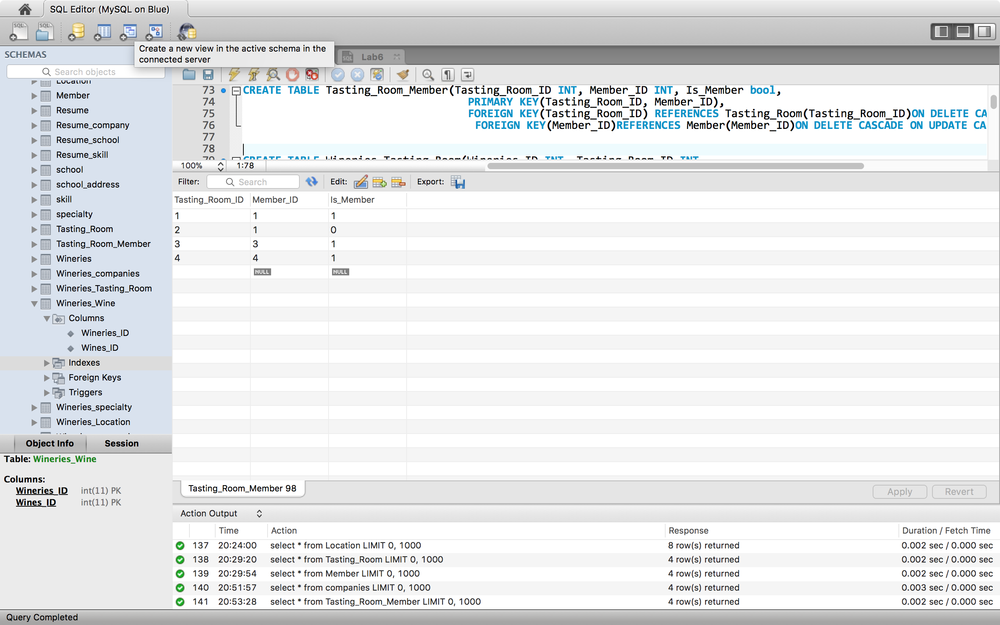 SQL Editor (MySQL on Blue)
SQL
SQL
Create a new view in the active schema in the
connected server
SCHEMAS
SQL
Lab6
Search objects
Location
Member
Resume
Resume_company
Resume_school
Resume_skill
school
school_address
skill
specialty
Tasting_Room
Tasting_Room_Member
Wineries
Wineries_companies
Wineries_Tasting_Room
Wineries_Wine
Columns
Wineries_ID
Wines_ID
Indexes
Foreign Keys
Triggers
Wineries_specialty
Wineries_Location
Object Info
Session
Table: Wineries_Wine
Columns:
Wineries_ID int(11) PK
Wines_ID int(11) PK
73 CREATE TABLE Tasting_Room_Member(Tasting_Room_ID INT, Member_ID INT, Is_Member bool,
74 PRIMARY KEY(Tasting_Room_ID, Member_ID),
75 FOREIGN KEY(Tasting_Room_ID) REFERENCES Tasting_Room(Tasting_Room_ID)ON DELETE CA
76 FOREIGN KEY(Member_ID)REFERENCES Member(Member_ID)ON DELETE CASCADE ON UPDATE CA
77
78
79 CREATE TABLE Wineries_Tasting_Room(Wineries_ID INT, Tasting_Room_ID INT
100% 1:78
Filter: Search Edit: Export:
Tasting_Room_ID Member_ID Is_Member
1 1 1
2 1 0
3 3 1
4 4 1
NULL NULL
Tasting_Room_Member 98
Apply Revert
Action Output
Time Action Response Duration / Fetch Time
137 20:24:00 select * from Location LIMIT 0, 1000 8 row(s) returned 0.002 sec / 0.000 sec
138 20:29:20 select * from Tasting_Room LIMIT 0, 1000 4 row(s) returned 0.002 sec / 0.000 sec
139 20:29:54 select * from Member LIMIT 0, 1000 4 row(s) returned 0.002 sec / 0.000 sec
140 20:51:57 select * from companies LIMIT 0, 1000 4 row(s) returned 0.003 sec / 0.000 sec
141 20:53:28 select * from Tasting_Room_Member LIMIT 0, 1000 4 row(s) returned 0.002 sec / 0.000 sec
Query Completed